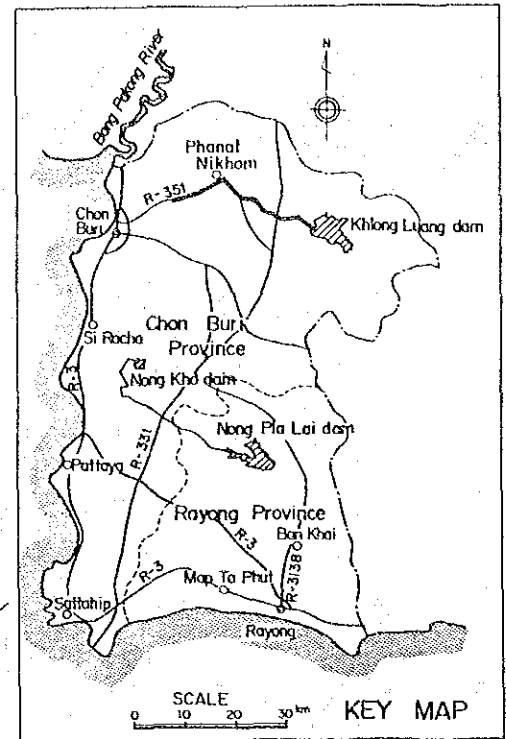 Bang Pakong River
N
Phanat
Nikhom
R-351
Chon
Buri
Khlong Luang dam
Si Racha
Chon Buri
Province
Nong Kho dam
R-3
R-331
Nong Pla Lai dam
Pattaya
Rayong Province
Ban Khai
R-3
R-3138
R-3
Map Ta Phut
Sattahip
Rayong
SCALE
0 10 20 30 km
KEY MAP